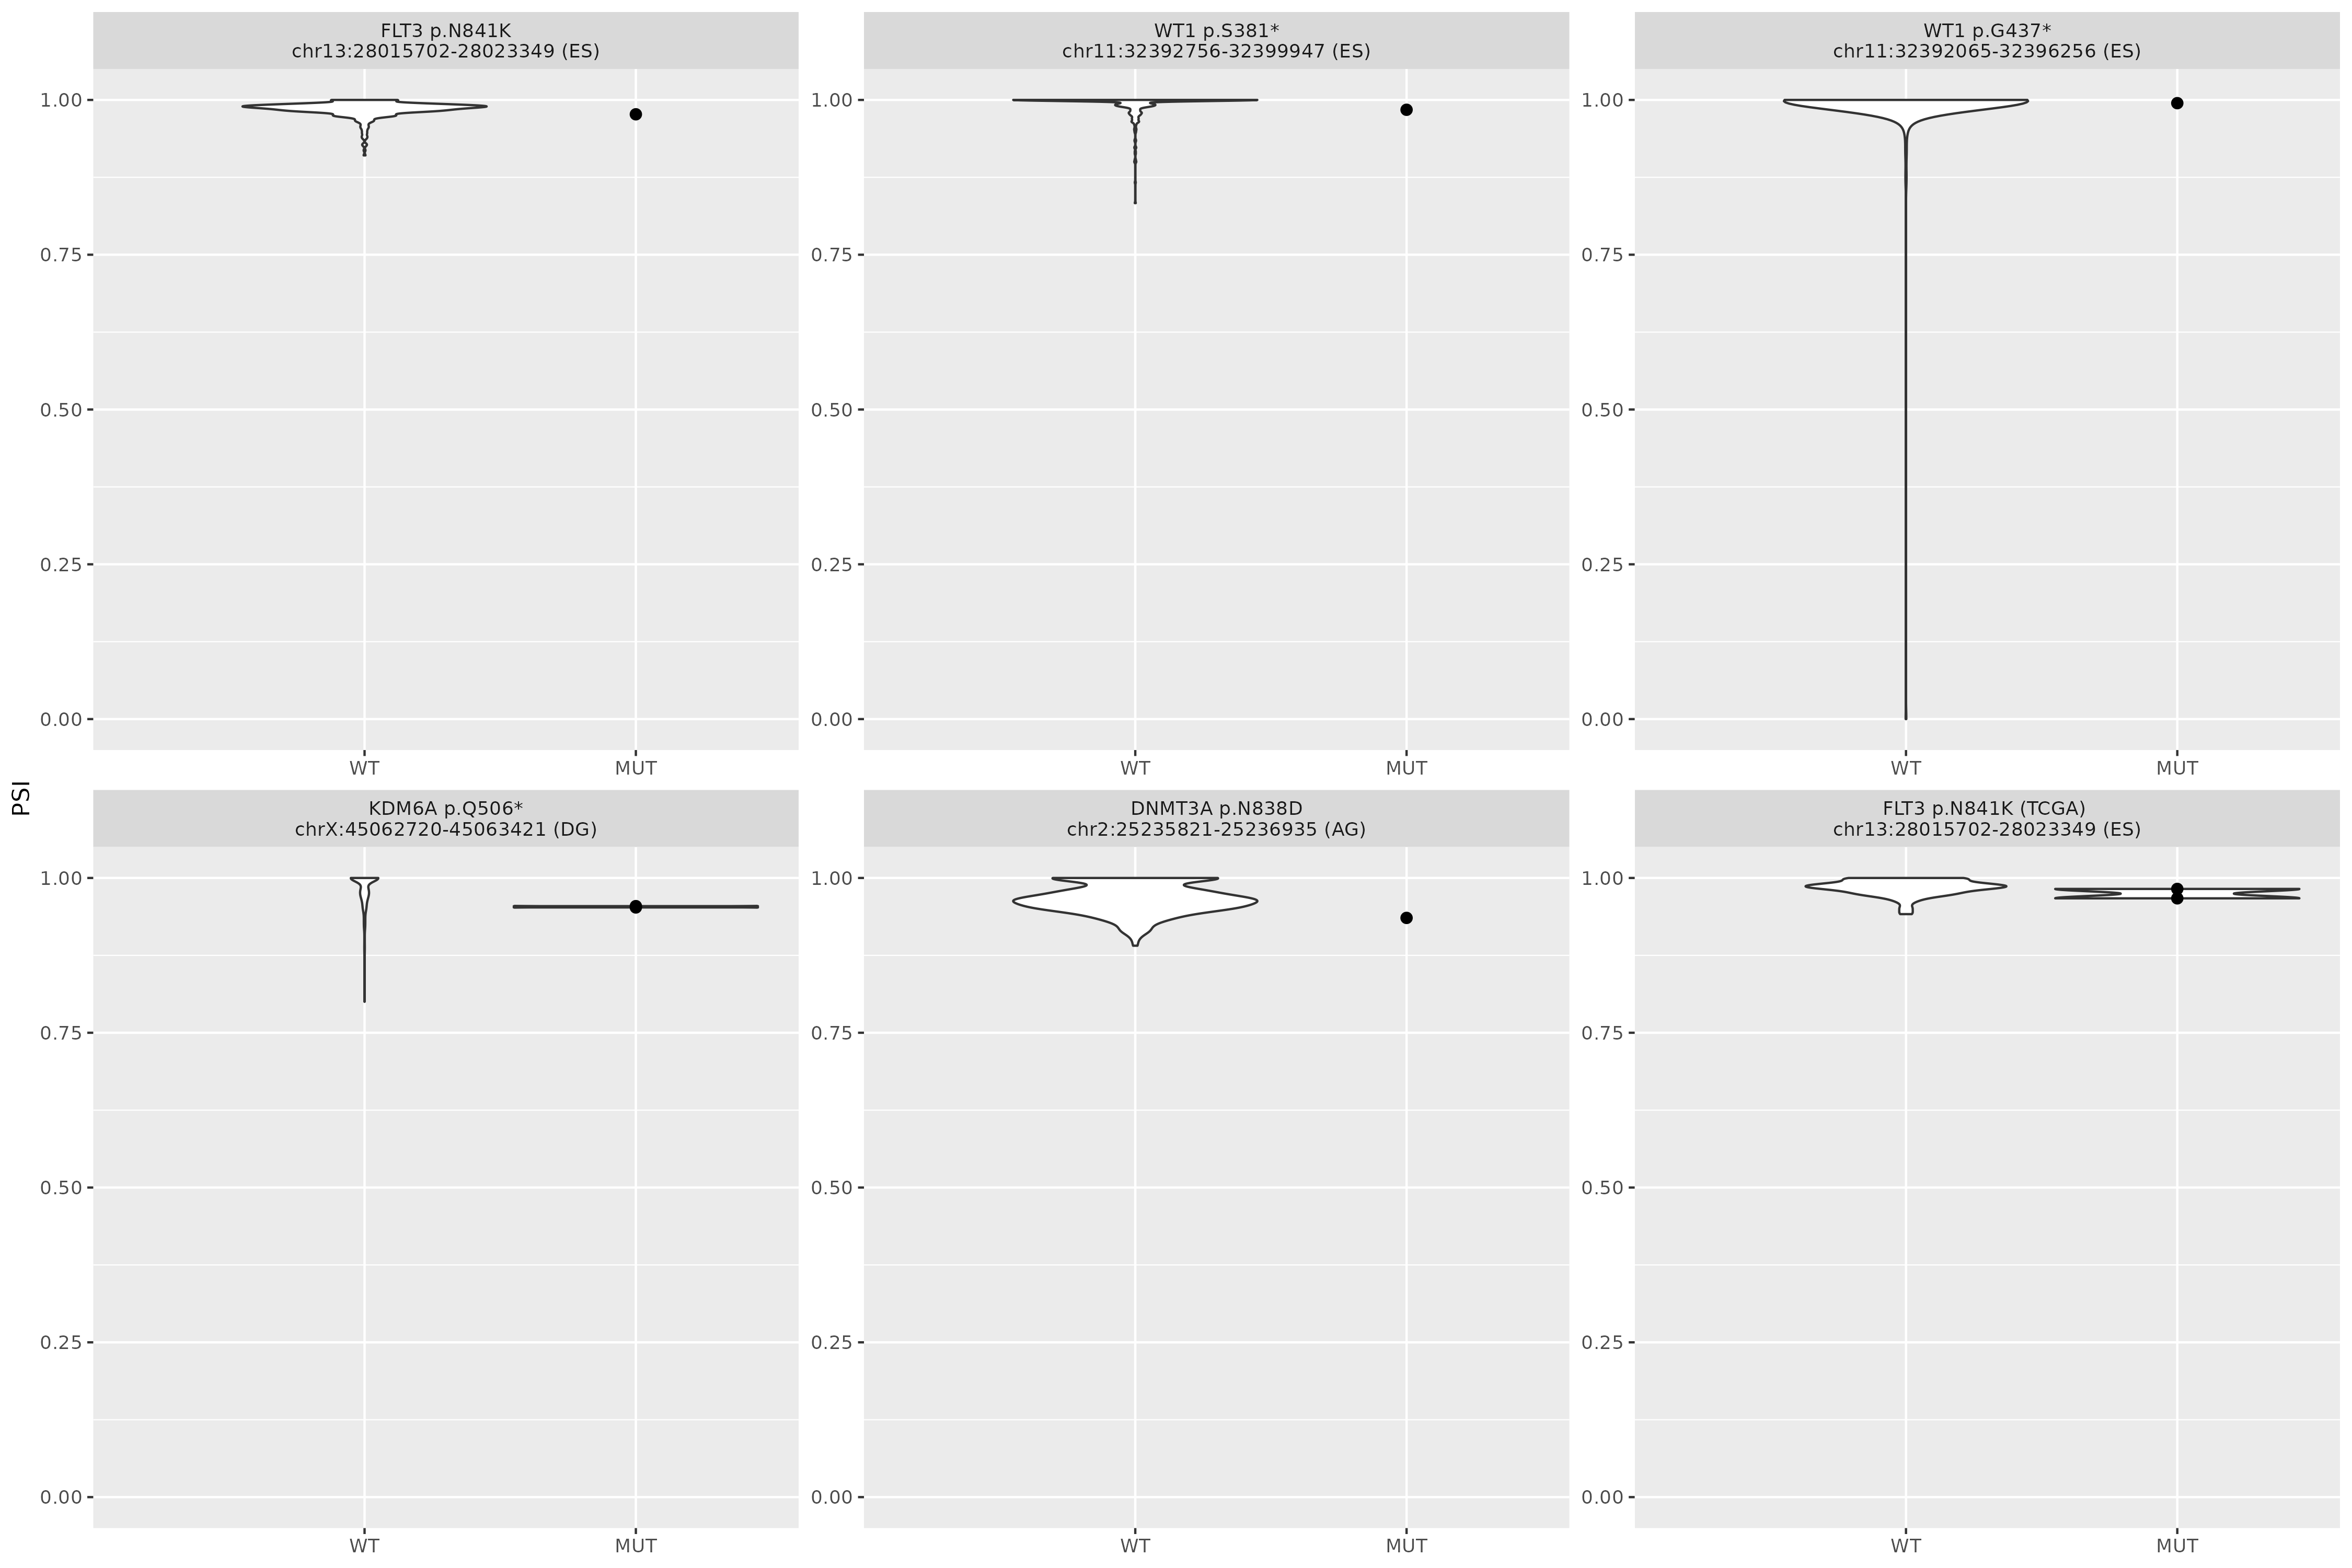 FLT3 p.N841K
chr13:28015702-28023349 (ES)
WT1 p.S381*
chr11:32392756-32399947 (ES)
WT1 p.G437*
chr11:32392065-32396256 (ES)
1.00
0.75
0.50
0.25
0.00
1.00
0.75
0.50
0.25
0.00
1.00
0.75
0.50
0.25
0.00
WT MUT
WT MUT
WT MUT
PSI
KDM6A p.Q506*
chrX:45062720-45063421 (DG)
DNMT3A p.N838D
chr2:25235821-25236935 (AG)
FLT3 p.N841K (TCGA)
chr13:28015702-28023349 (ES)
1.00
0.75
0.50
0.25
0.00
1.00
0.75
0.50
0.25
0.00
1.00
0.75
0.50
0.25
0.00
WT MUT
WT MUT
WT MUT